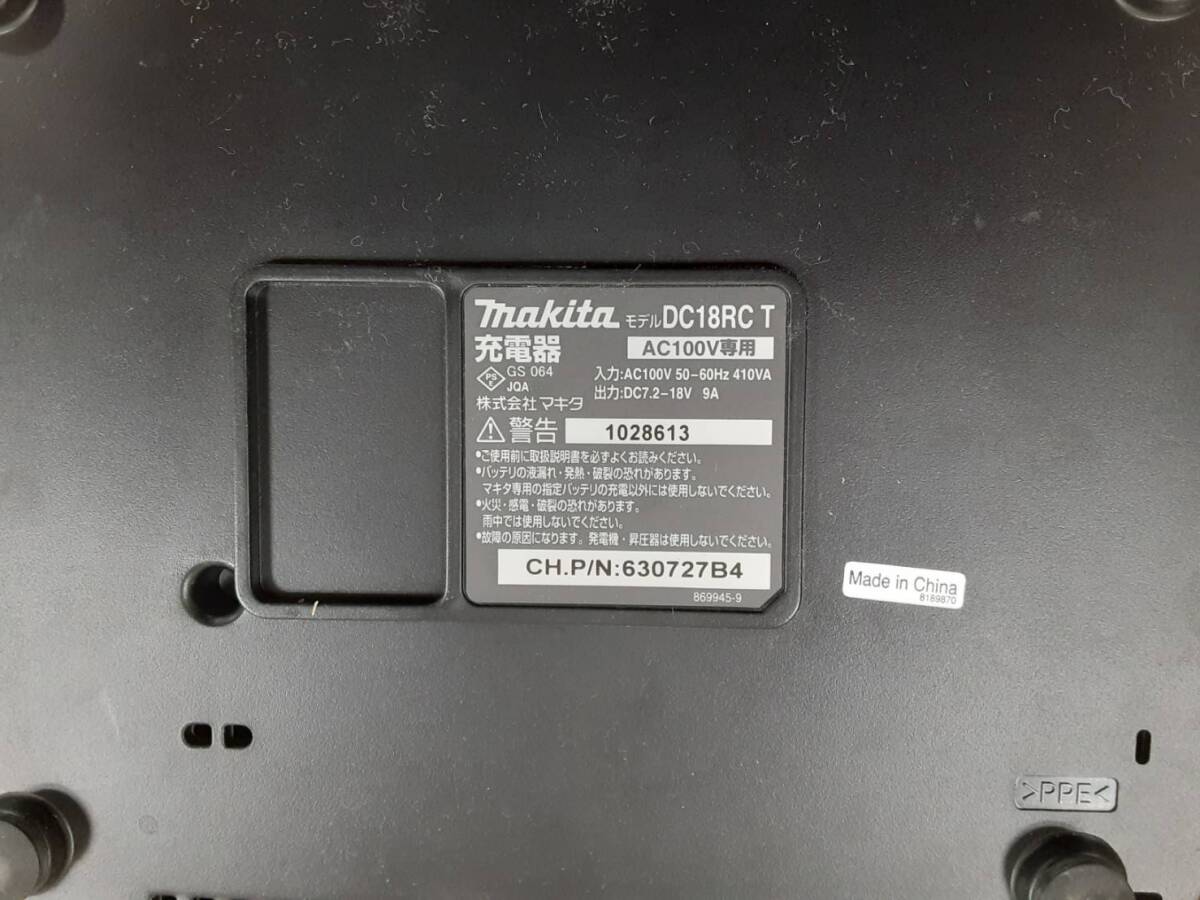 makita モデルDC18RC T
充電器 AC100V専用
PS E GS 064 JQA
入力:AC100V 50-60Hz 410VA
出力:DC7.2-18V 9A
株式会社マキタ
警告 1028613
•ご使用前に取扱説明書を必ずよくお読みください。
•バッテリの液漏れ・発熱・破裂の恐れがあります。
マキタ専用の指定バッテリの充電以外には使用しないでください。
•火災・感電・破裂の恐れがあります。
雨中では使用しないでください。
•故障の原因になります。発電機・昇圧器は使用しないでください。
CH.P/N:630727B4
869945-9
Made in China
8189870
>PPE<